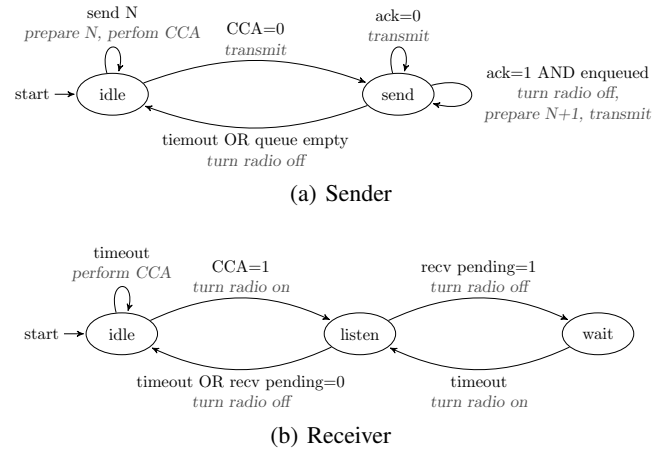 send N
prepare N, perfom CCA
CCA=0
transmit
ack=0
transmit
start
idle
send
ack=1 AND enqueued
turn radio off,
prepare N+1, transmit
tiemout OR queue empty
turn radio off
(a) Sender
timeout
perform CCA
CCA=1
turn radio on
recv pending=1
turn radio off
start
idle
listen
wait
timeout OR recv pending=0
turn radio off
timeout
turn radio on
(b) Receiver